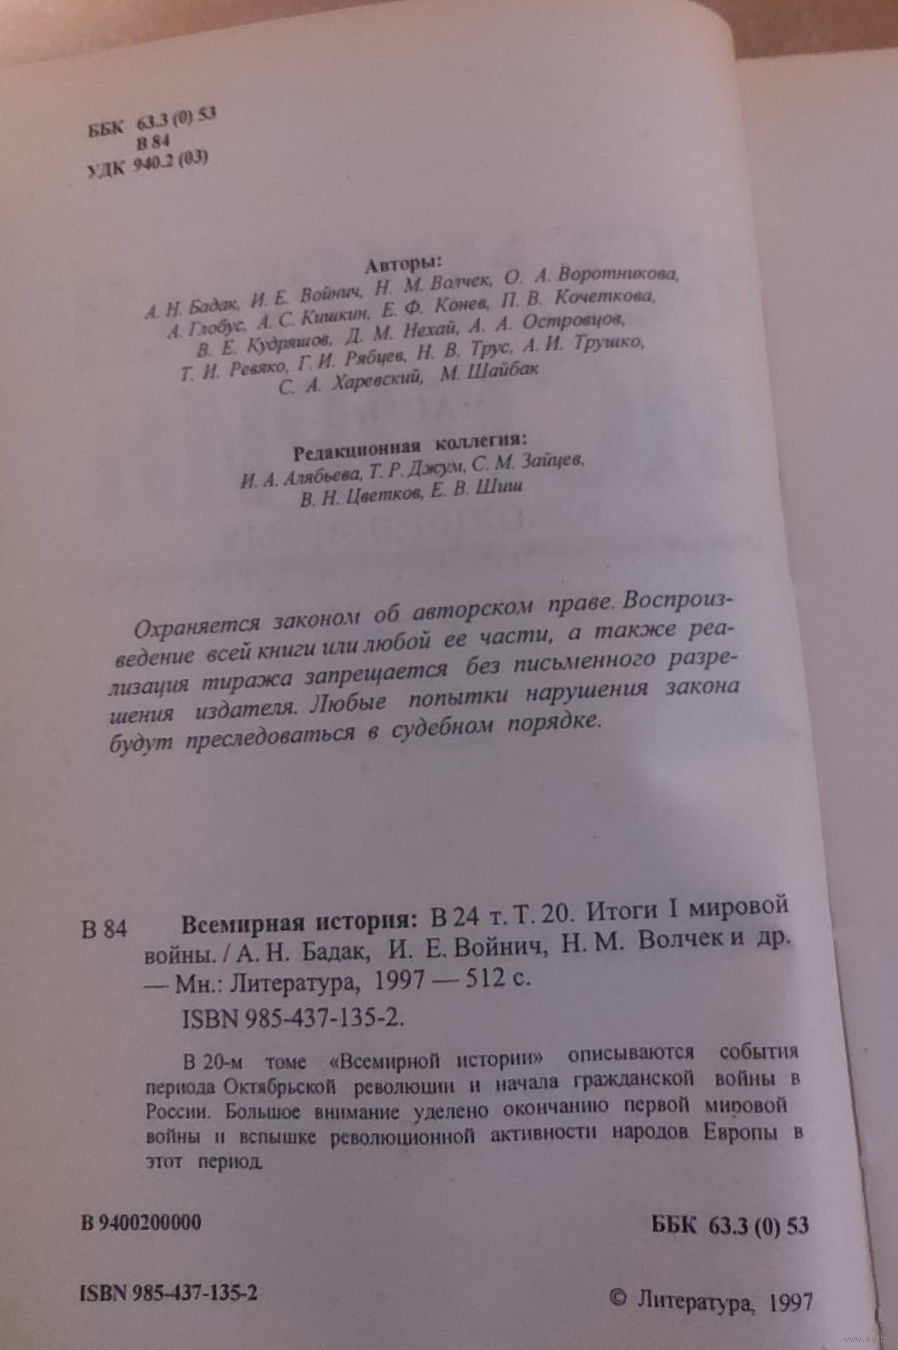 ББК 63.3 (0) 53
В 84
УДК 940.2 (03)
Авторы:
А. Н. Бадак, И. Е. Войнич, Н. М. Волчек, О. А. Воротникова,
А. Глобус, А. С. Кишкин, Е. Ф. Конев, П. В. Кочеткова,
В. Е. Кудряшов, Д. М. Нехай, А. А. Островцов,
Т. И. Ревяко, Г. И. Рябцев, Н. В. Трус, А. И. Трушко,
С. А. Харевский, М. Шайбак
Редакционная коллегия:
И. А. Алябьева, Т. Р. Джум, С. М. Зайцев,
В. Н. Цветков, Е. В. Шиш
Охраняется законом об авторском праве. Воспроиз-
ведение всей книги или любой ее части, а также реа-
лизация тиража запрещается без письменного разре-
шения издателя. Любые попытки нарушения закона
будут преследоваться в судебном порядке.
В 84 Всемирная история: В 24 т. Т. 20. Итоги I мировой
войны. / А. Н. Бадак, И. Е. Войнич, Н. М. Волчек и др.
— Мн.: Литература, 1997 — 512 с.
ISBN 985-437-135-2.
В 20-м томе «Всемирной истории» описываются события
периода Октябрьской революции и начала гражданской войны в
России. Большое внимание уделено окончанию первой мировой
войны и вспышке революционной активности народов Европы в
этот период.
В 9400200000 ББК 63.3 (0) 53
ISBN 985-437-135-2 © Литература, 1997